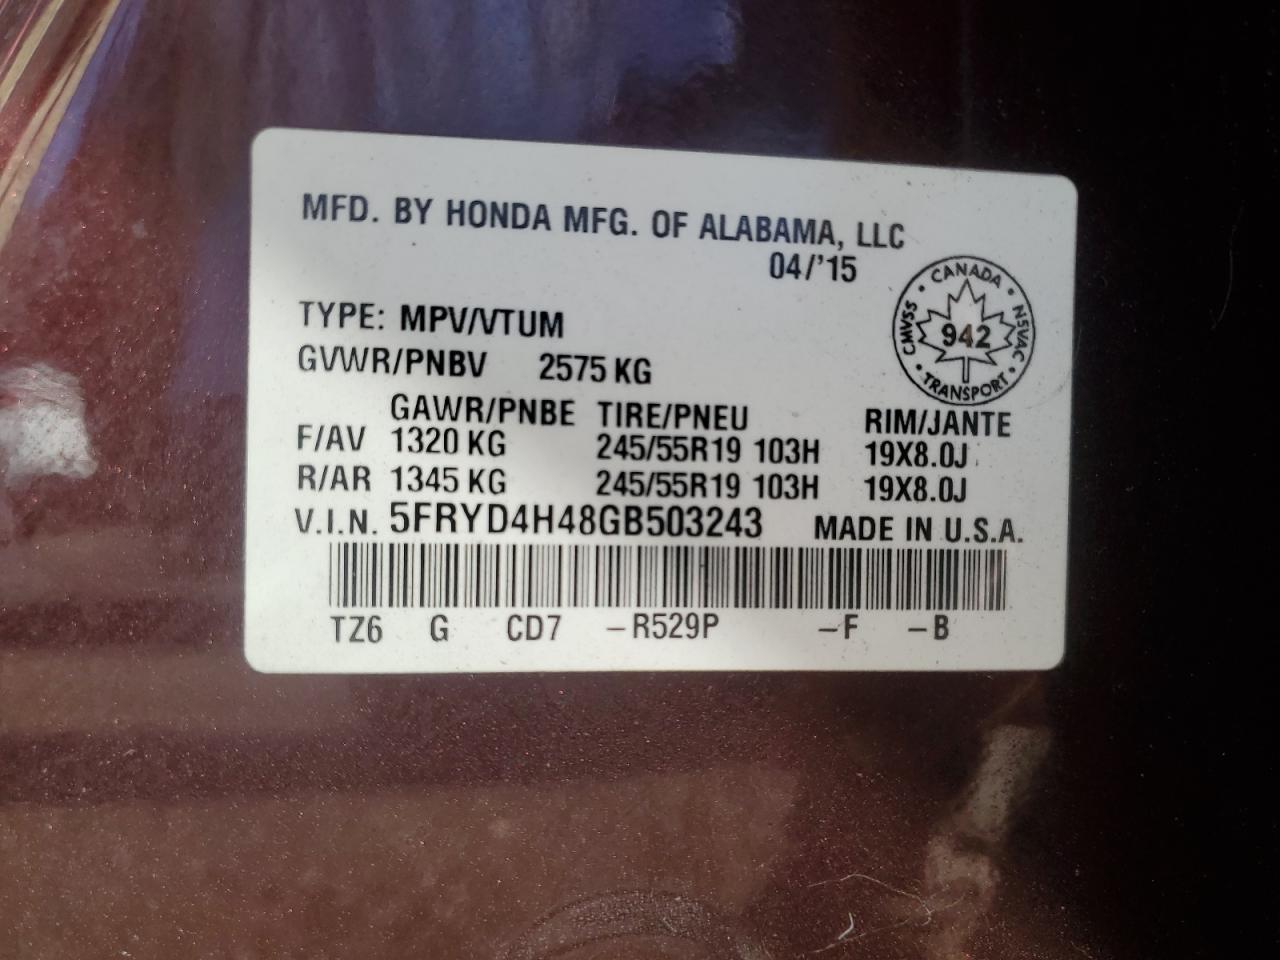 MFD. BY HONDA MFG. OF ALABAMA, LLC
04/'15
CANADA
CMVSS
NSVAC
942
TRANSPORT
TYPE: MPV/VTUM
GVWR/PNBV 2575 KG
GAWR/PNBE TIRE/PNEU RIM/JANTE
F/AV 1320 KG 245/55R19 103H 19X8.0J
R/AR 1345 KG 245/55R19 103H 19X8.0J
V.I.N. 5FRYD4H48GB503243 MADE IN U.S.A.
TZ6 G CD7 –R529P –F –B